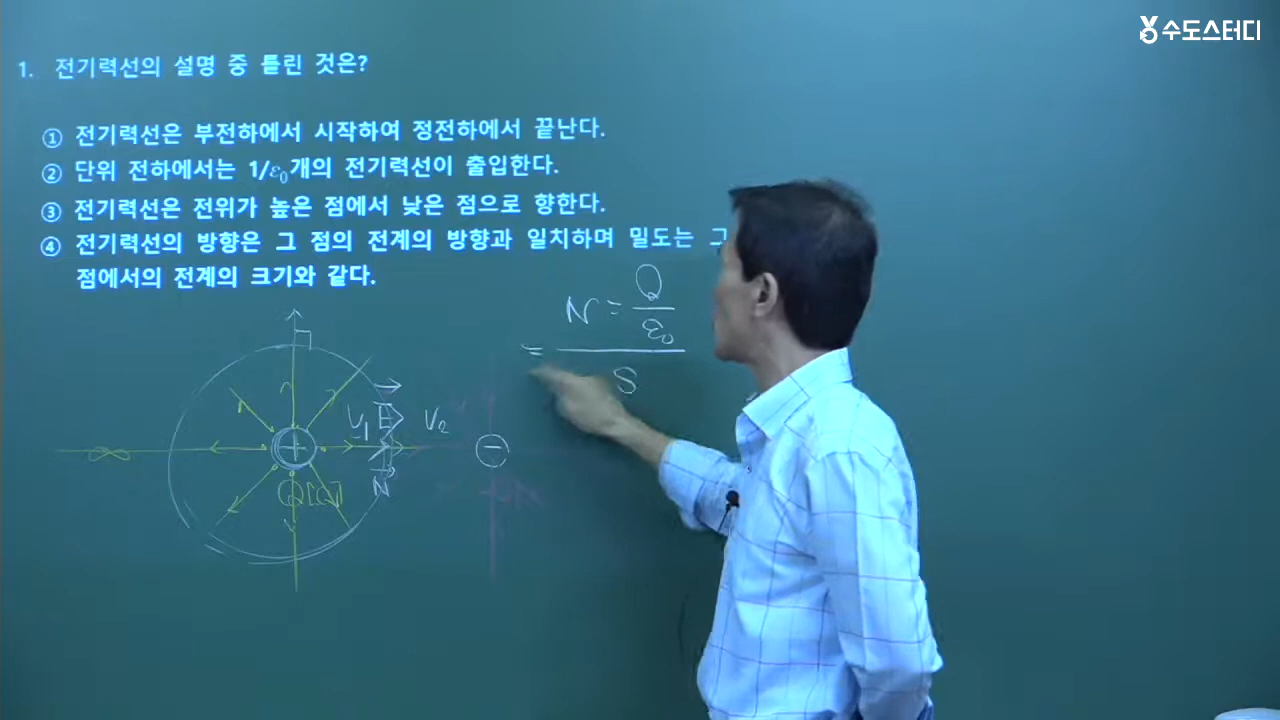 수도스터디
1. 전기력선의 설명 중 틀린 것은?
① 전기력선은 부전하에서 시작하여 정전하에서 끝난다.
② 단위 전하에서는 1/ε₀개의 전기력선이 출입한다.
③ 전기력선은 전위가 높은 점에서 낮은 점으로 향한다.
④ 전기력선의 방향은 그 점의 전계의 방향과 일치하며 밀도는
점에서의 전계의 크기와 같다.
N = Q
ε₀
=
S
V₁ E V₂
∞ + −
Q[C] N